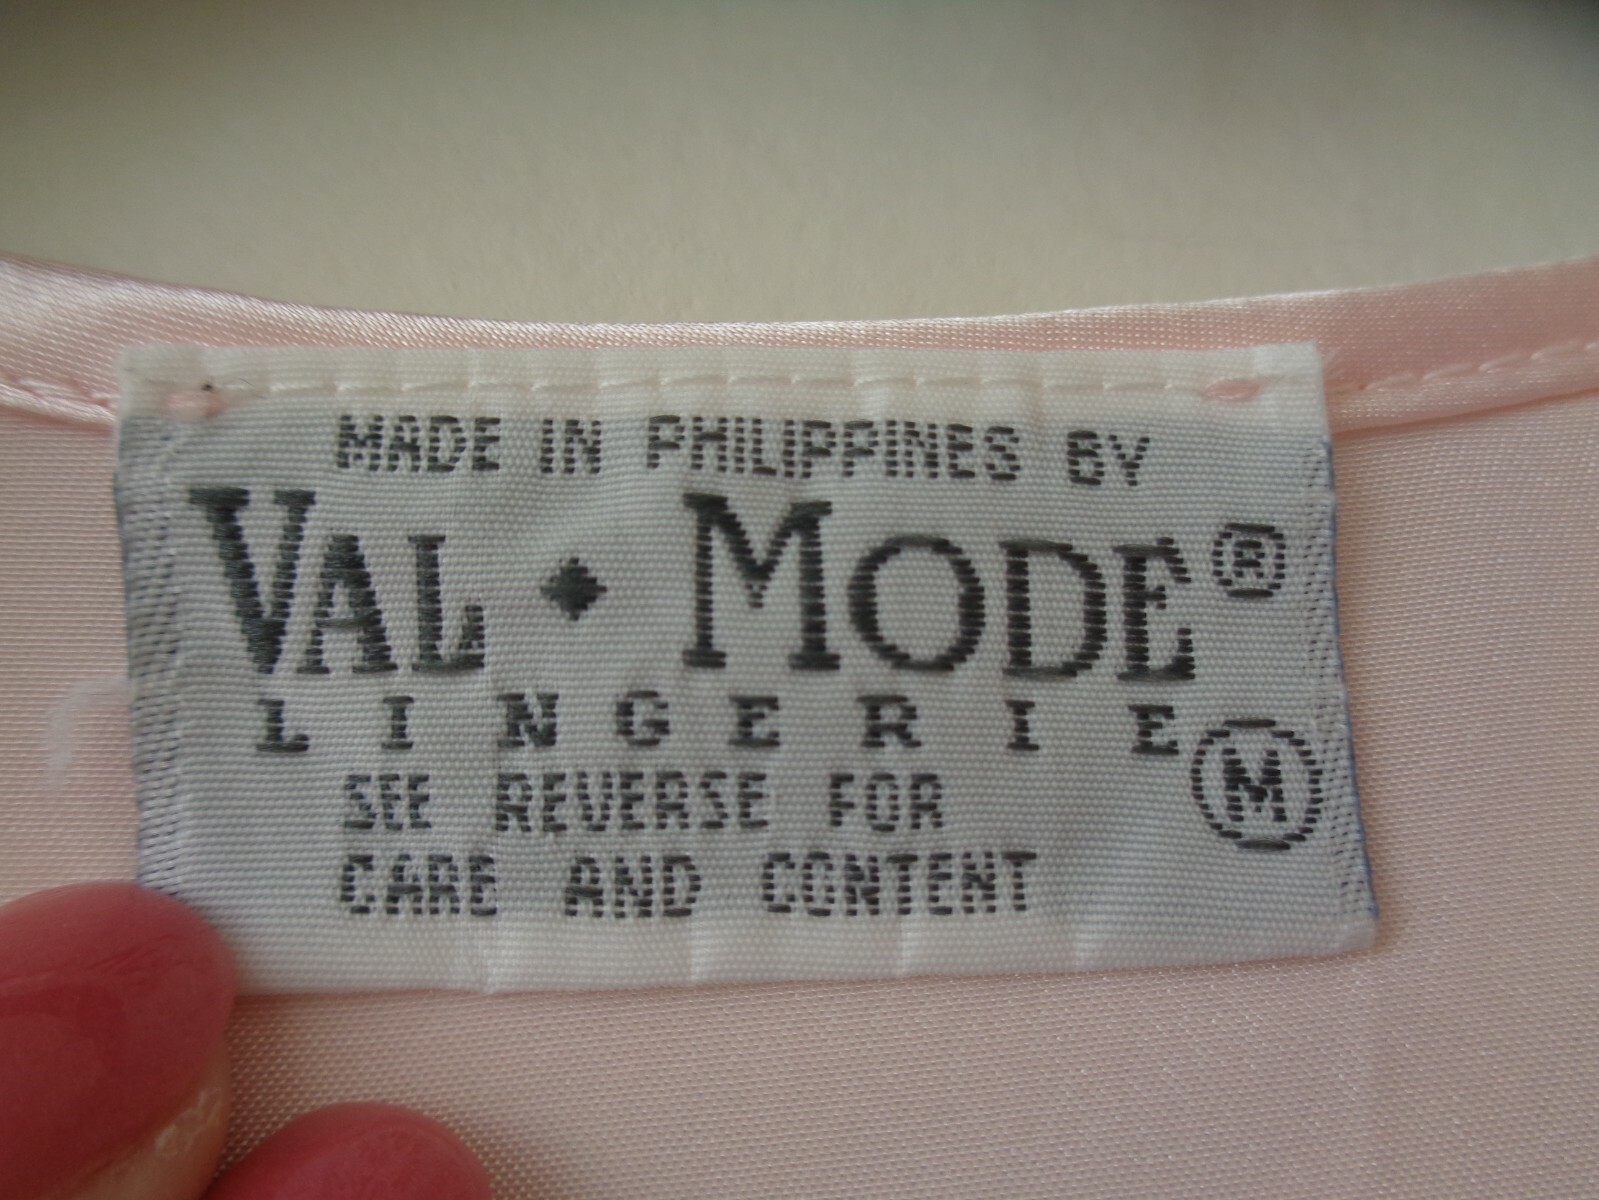 MADE IN PHILIPPINES BY
VAL ◆ MODE®
LINGERIE
M
SEE REVERSE FOR
CARE AND CONTENT